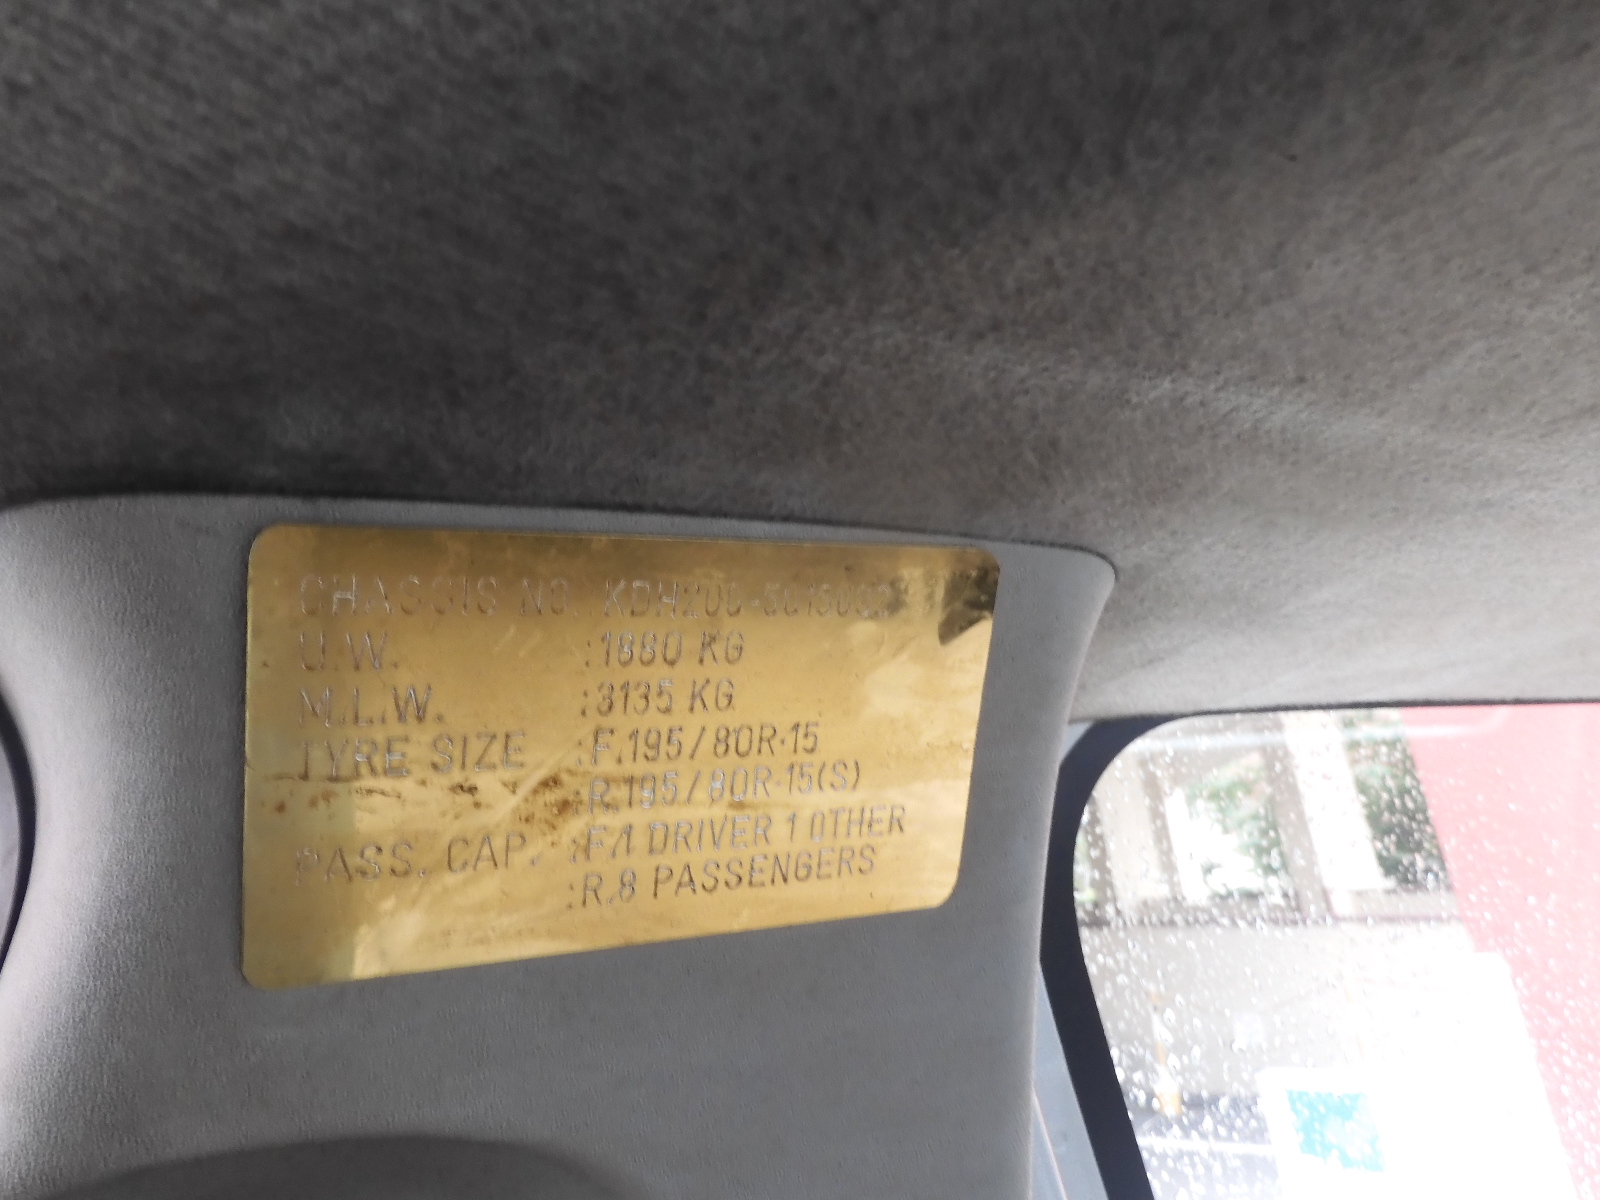 CHASSIS NO.
U.W. :1880 KG
M.L.W. :3135 KG
TYRE SIZE :F.195/80R-15
:R.195/80R-15(S)
PASS. CAP. :F.1 DRIVER 1 OTHER
:R.8 PASSENGERS